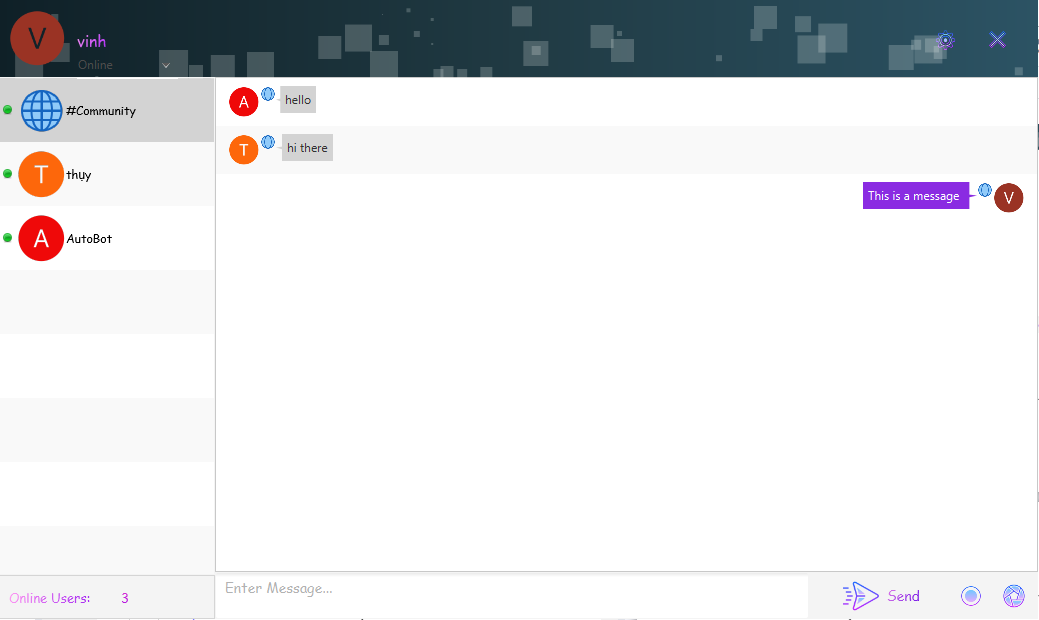 V
vinh
Online
#Community
T
thụy
A
AutoBot
A
hello
T
hi there
This is a message
V
Online Users: 3
Enter Message...
Send